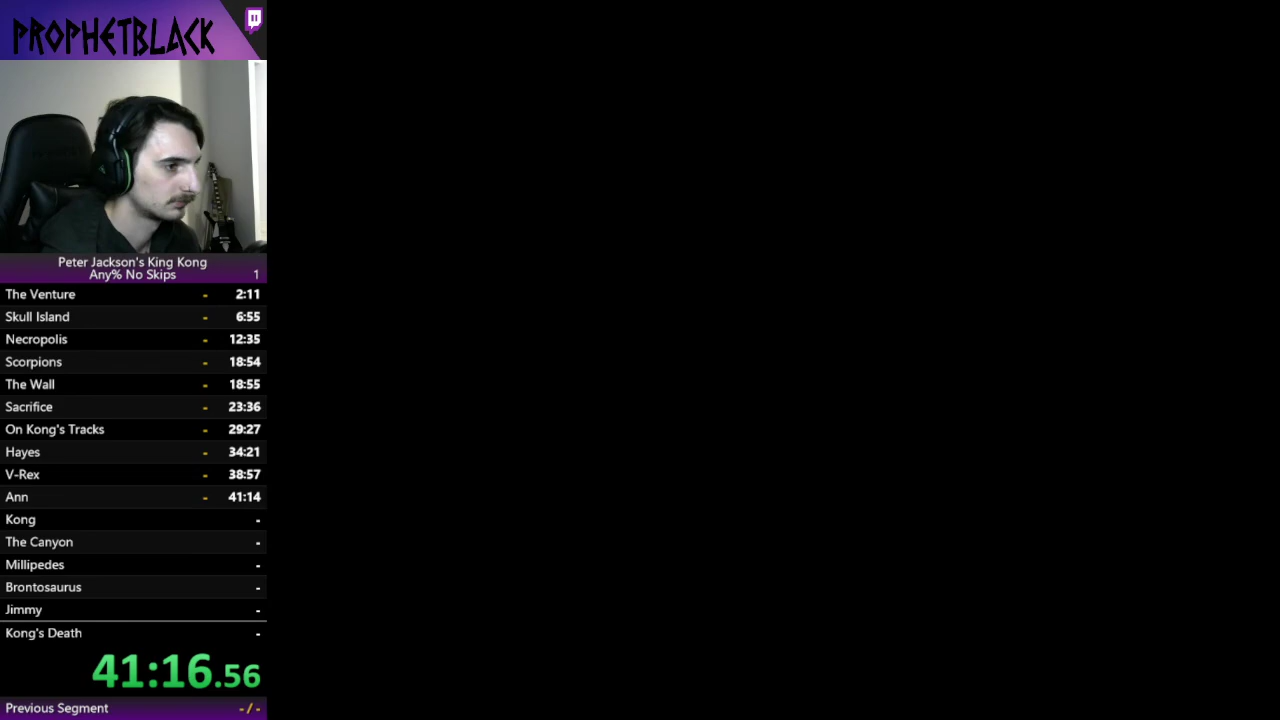 PROPHETBLACK
Peter Jackson's King Kong
Any% No Skips 1
The Venture - 2:11
Skull Island - 6:55
Necropolis - 12:35
Scorpions - 18:54
The Wall - 18:55
Sacrifice - 23:36
On Kong's Tracks - 29:27
Hayes - 34:21
V-Rex - 38:57
Ann - 41:14
Kong -
The Canyon -
Millipedes -
Brontosaurus -
Jimmy -
Kong's Death -
41:16.56
Previous Segment -/-